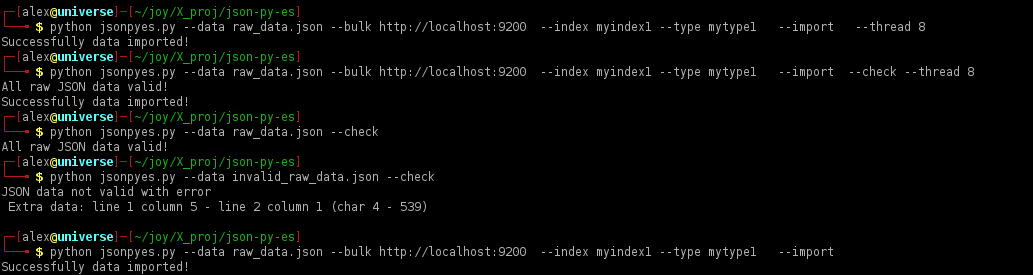 ┌─[alex@universe]─[~/joy/X_proj/json-py-es]
└──╼ $ python jsonpyes.py --data raw_data.json --bulk http://localhost:9200  --index myindex1 --type mytype1   --import   --thread 8
Successfully data imported!
┌─[alex@universe]─[~/joy/X_proj/json-py-es]
└──╼ $ python jsonpyes.py --data raw_data.json --bulk http://localhost:9200  --index myindex1 --type mytype1   --import  --check --thread 8
All raw JSON data valid!
Successfully data imported!
┌─[alex@universe]─[~/joy/X_proj/json-py-es]
└──╼ $ python jsonpyes.py --data raw_data.json --check
All raw JSON data valid!
┌─[alex@universe]─[~/joy/X_proj/json-py-es]
└──╼ $ python jsonpyes.py --data invalid_raw_data.json --check
JSON data not valid with error
 Extra data: line 1 column 5 - line 2 column 1 (char 4 - 539)
┌─[alex@universe]─[~/joy/X_proj/json-py-es]
└──╼ $ python jsonpyes.py --data raw_data.json --bulk http://localhost:9200  --index myindex1 --type mytype1   --import
Successfully data imported!